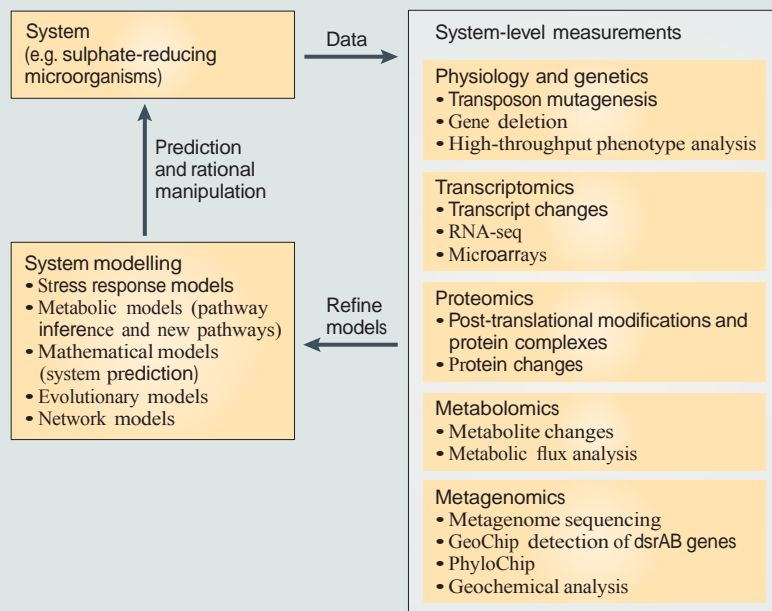 System
(e.g. sulphate-reducing
microorganisms)
Data
Prediction
and rational
manipulation
System modelling
• Stress response models
• Metabolic models (pathway
inference and new pathways)
• Mathematical models
(system prediction)
• Evolutionary models
• Network models
Refine
models
System-level measurements
Physiology and genetics
• Transposon mutagenesis
• Gene deletion
• High-throughput phenotype analysis
Transcriptomics
• Transcript changes
• RNA-seq
• Microarrays
Proteomics
• Post-translational modifications and
protein complexes
• Protein changes
Metabolomics
• Metabolite changes
• Metabolic flux analysis
Metagenomics
• Metagenome sequencing
• GeoChip detection of dsrAB genes
• PhyloChip
• Geochemical analysis